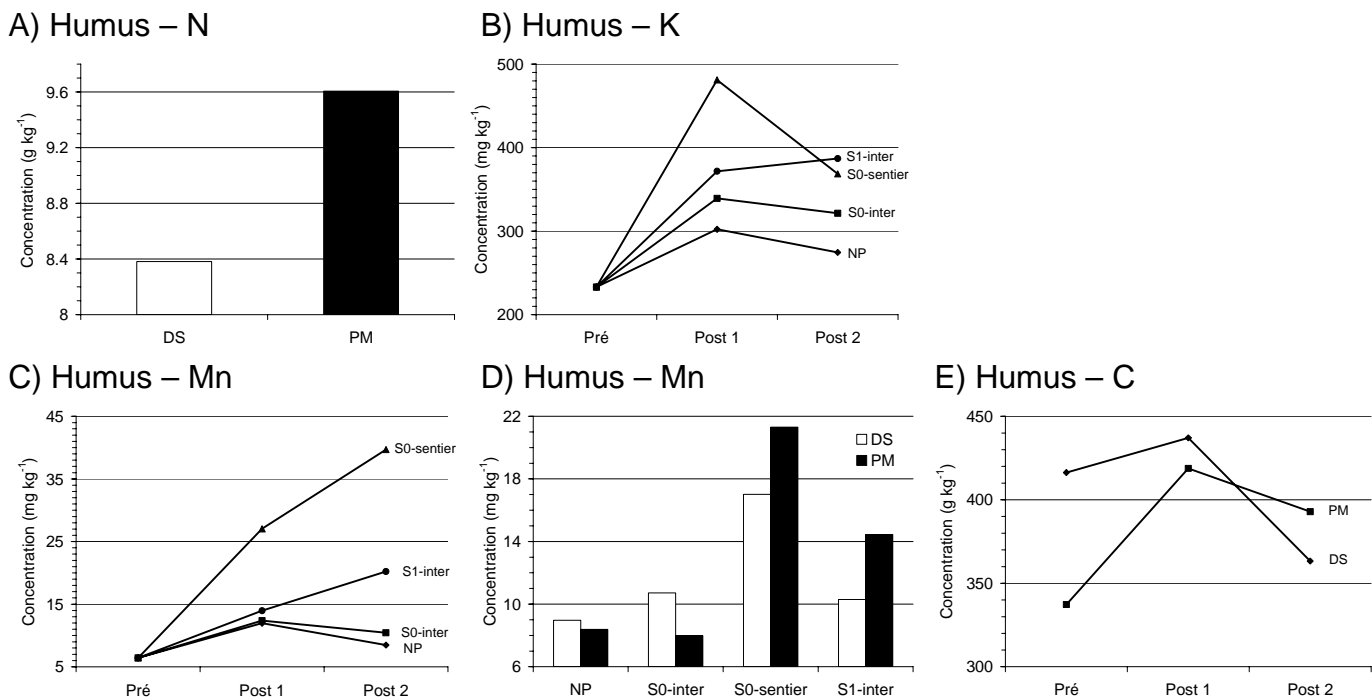 A) Humus – N
Concentration (g kg-1)
9.6
9.2
8.8
8.4
8
DS
PM
B) Humus – K
Concentration (mg kg-1)
500
400
300
200
S1-inter
S0-sentier
S0-inter
NP
Pré
Post 1
Post 2
C) Humus – Mn
Concentration (mg kg-1)
45
35
25
15
5
S0-sentier
S1-inter
S0-inter
NP
Pré
Post 1
Post 2
D) Humus – Mn
Concentration (mg kg-1)
22
18
14
10
6
DS
PM
NP
S0-inter
S0-sentier
S1-inter
E) Humus – C
Concentration (g kg-1)
450
400
350
300
PM
DS
Pré
Post 1
Post 2